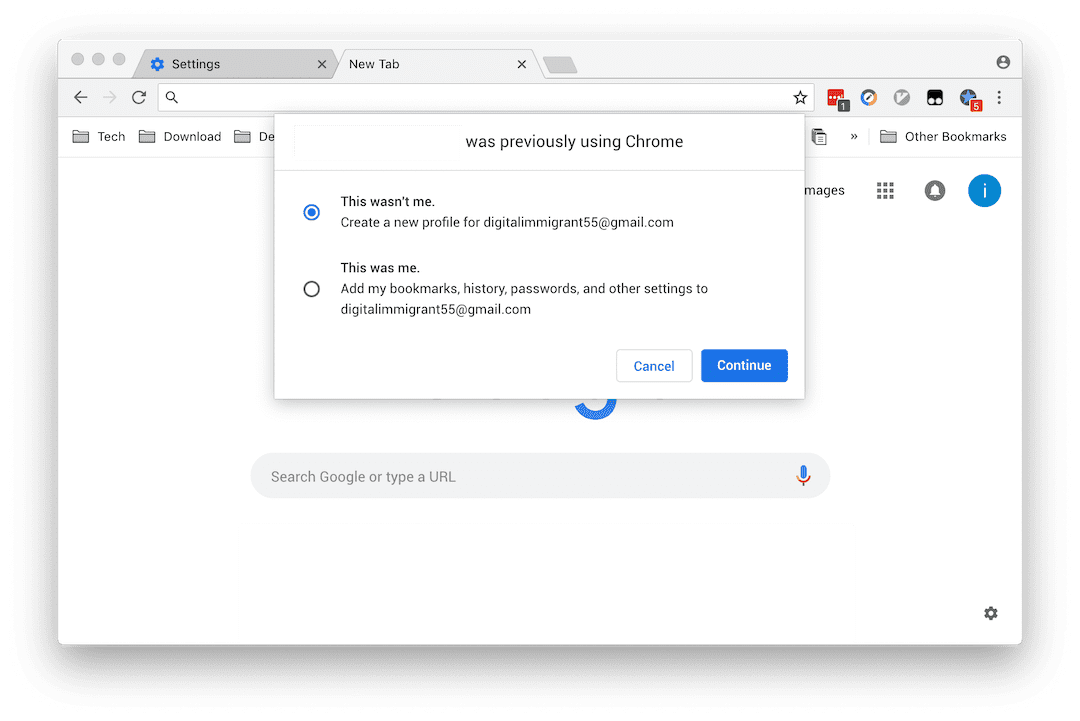 Settings
New Tab
1
5
Tech Download De » Other Bookmarks
was previously using Chrome
mages
i
This wasn't me.
Create a new profile for digitalimmigrant55@gmail.com
This was me.
Add my bookmarks, history, passwords, and other settings to
digitalimmigrant55@gmail.com
Cancel Continue
Search Google or type a URL